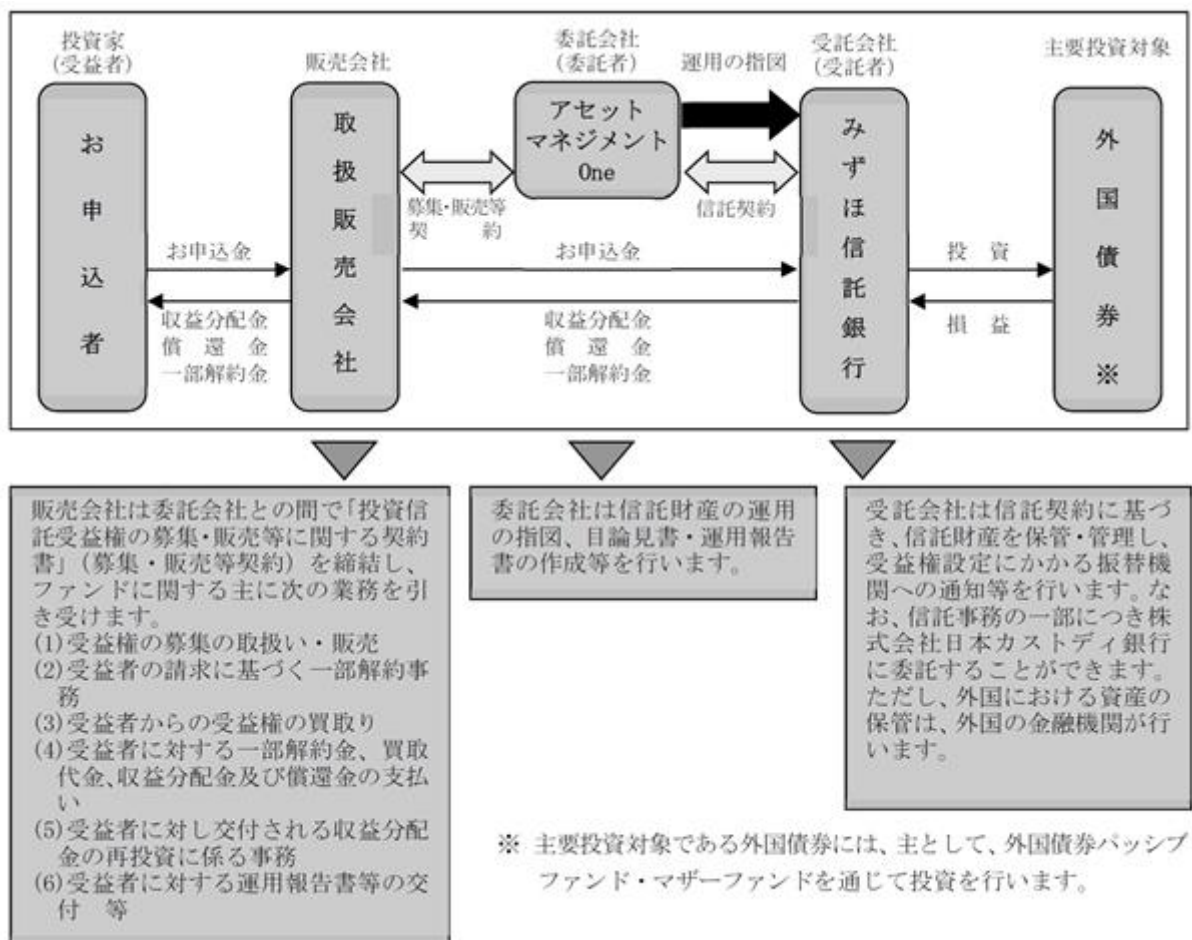 投資家
(受益者)
販売会社
委託会社
(委託者)
運用の指図
受託会社
(受託者)
主要投資対象
お申込者
取扱販売会社
アセット
マネジメント
One
みずほ信託銀行
外国債券※
募集・販売等
契　約
信託契約
お申込金
収益分配金
償　還　金
一部解約金
お申込金
収益分配金
償　還　金
一部解約金
投　資
損　益
販売会社は委託会社との間で「投資信
託受益権の募集・販売等に関する契約
書」（募集・販売等契約）を締結し、
ファンドに関する主に次の業務を引
き受けます。
(1)受益権の募集の取扱い・販売
(2)受益者の請求に基づく一部解約事
務
(3)受益者からの受益権の買取り
(4)受益者に対する一部解約金、買取
代金、収益分配金及び償還金の支払
い
(5)受益者に対し交付される収益分配
金の再投資に係る事務
(6)受益者に対する運用報告書等の交
付　等
委託会社は信託財産の運用
の指図、目論見書・運用報告
書の作成等を行います。
受託会社は信託契約に基づ
き、信託財産を保管・管理し、
受益権設定にかかる振替機
関への通知等を行います。な
お、信託事務の一部につき株
式会社日本カストディ銀行
に委託することができます。
ただし、外国における資産の
保管は、外国の金融機関が行
います。
※ 主要投資対象である外国債券には、主として、外国債券パッシブ
ファンド・マザーファンドを通じて投資を行います。